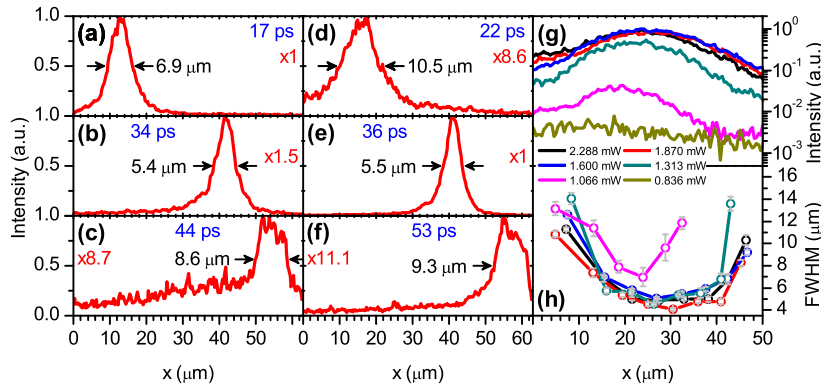 (a)
17 ps
x1
6.9 µm
(d)
22 ps
x8.6
10.5 µm
(g)
10⁰
10⁻¹
10⁻²
10⁻³
Intensity (a.u.)
1.0
0.5
1.0
0.5
1.0
0.5
0.0
Intensity (a.u.)
(b)
34 ps
x1.5
5.4 µm
(e)
36 ps
x1
5.5 µm
2.288 mW
1.870 mW
1.600 mW
1.313 mW
1.066 mW
0.836 mW
(c)
44 ps
x8.7
8.6 µm
(f)
53 ps
x11.1
9.3 µm
(h)
16
14
12
10
8
6
4
FWHM (µm)
0 10 20 30 40 50
0 10 20 30 40 50 60
0 10 20 30 40 50
x (µm)
x (µm)
x (µm)